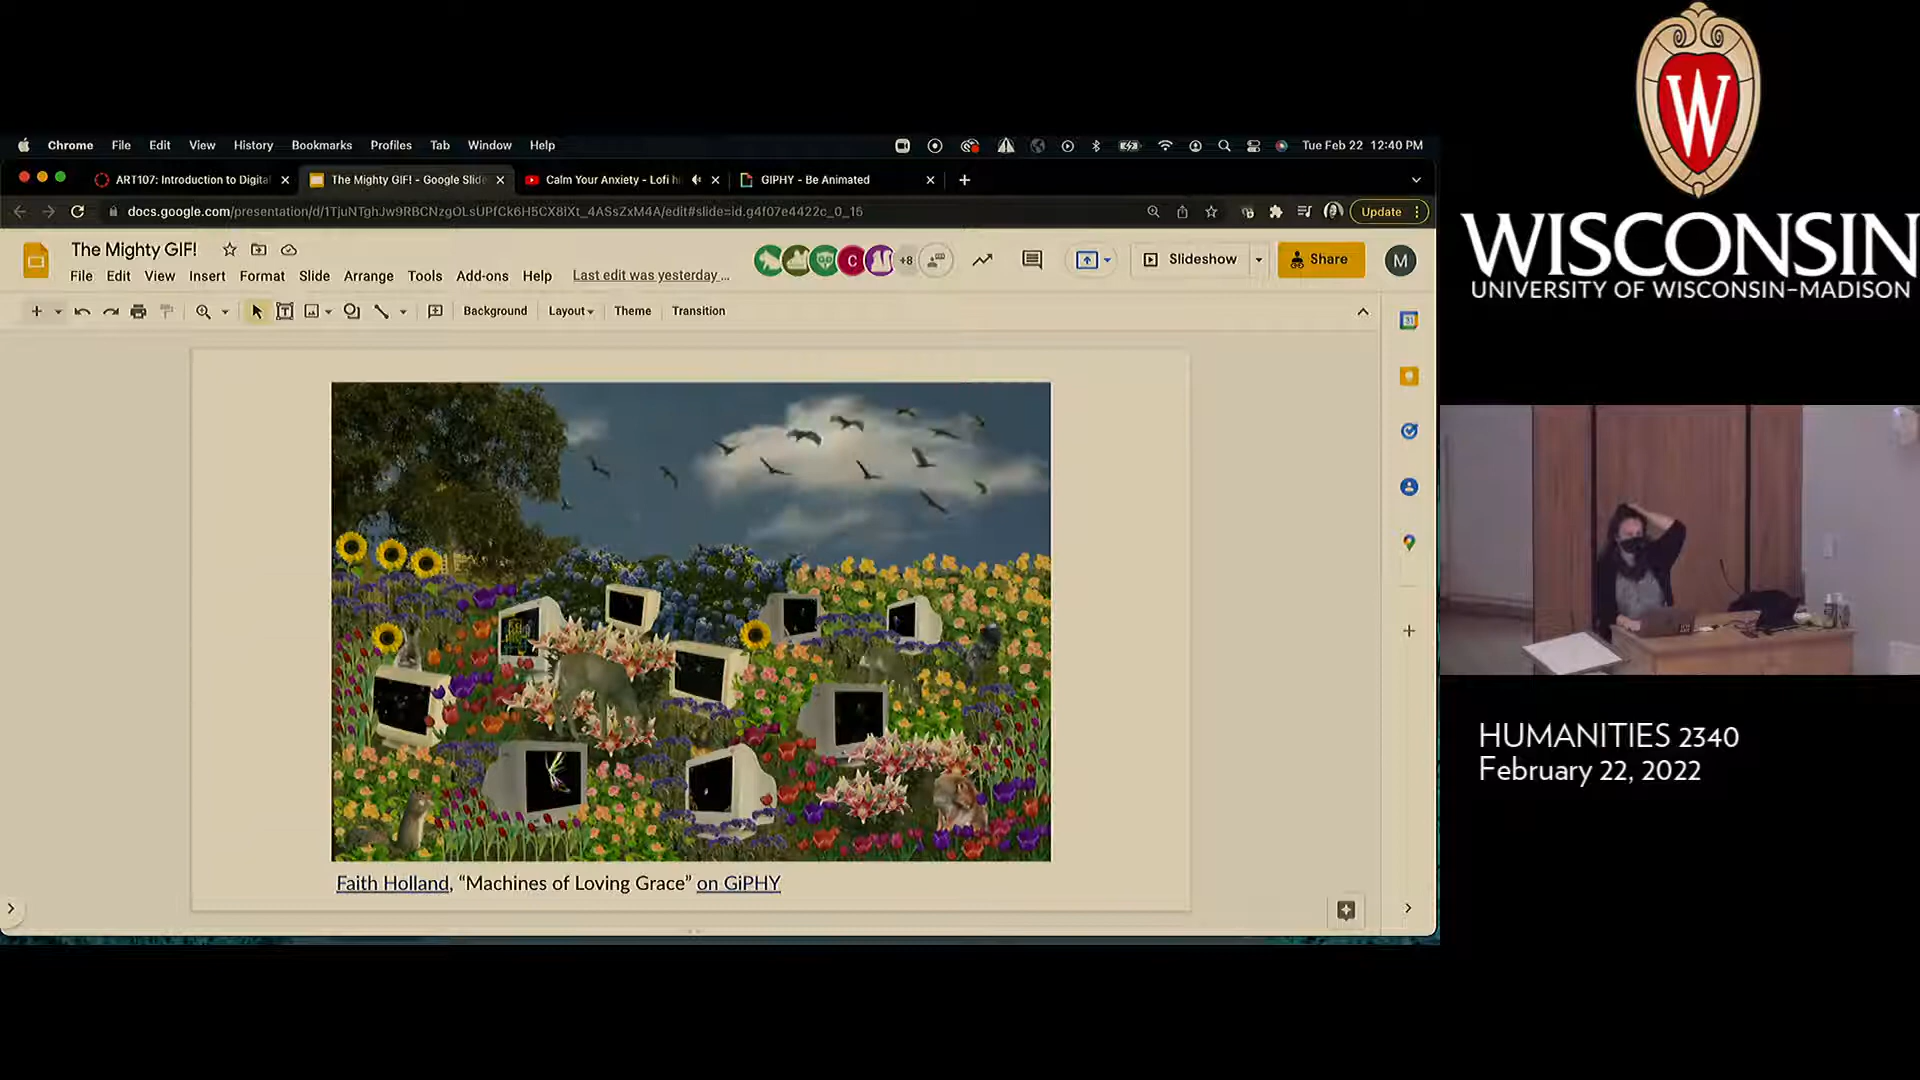 Chrome File Edit View History Bookmarks Profiles Tab Window Help Tue Feb 22 12:40 PM
ART107: Introduction to Digital The Mighty GIF! - Google Slide Calm Your Anxiety - Lofi h GIPHY - Be Animated
docs.google.com/presentation/d/1TjuNTghJw9RBCNzgOLsUPfCk6H5CX8lXt_4ASsZxM4A/edit#slide=id.g4f07e4422c_0_15 Update
The Mighty GIF!
C +8 Slideshow Share M
File Edit View Insert Format Slide Arrange Tools Add-ons Help Last edit was yesterday ...
Background Layout Theme Transition
31
Faith Holland, “Machines of Loving Grace” on GiPHY
W
WISCONSIN
UNIVERSITY OF WISCONSIN–MADISON
HUMANITIES 2340
February 22, 2022